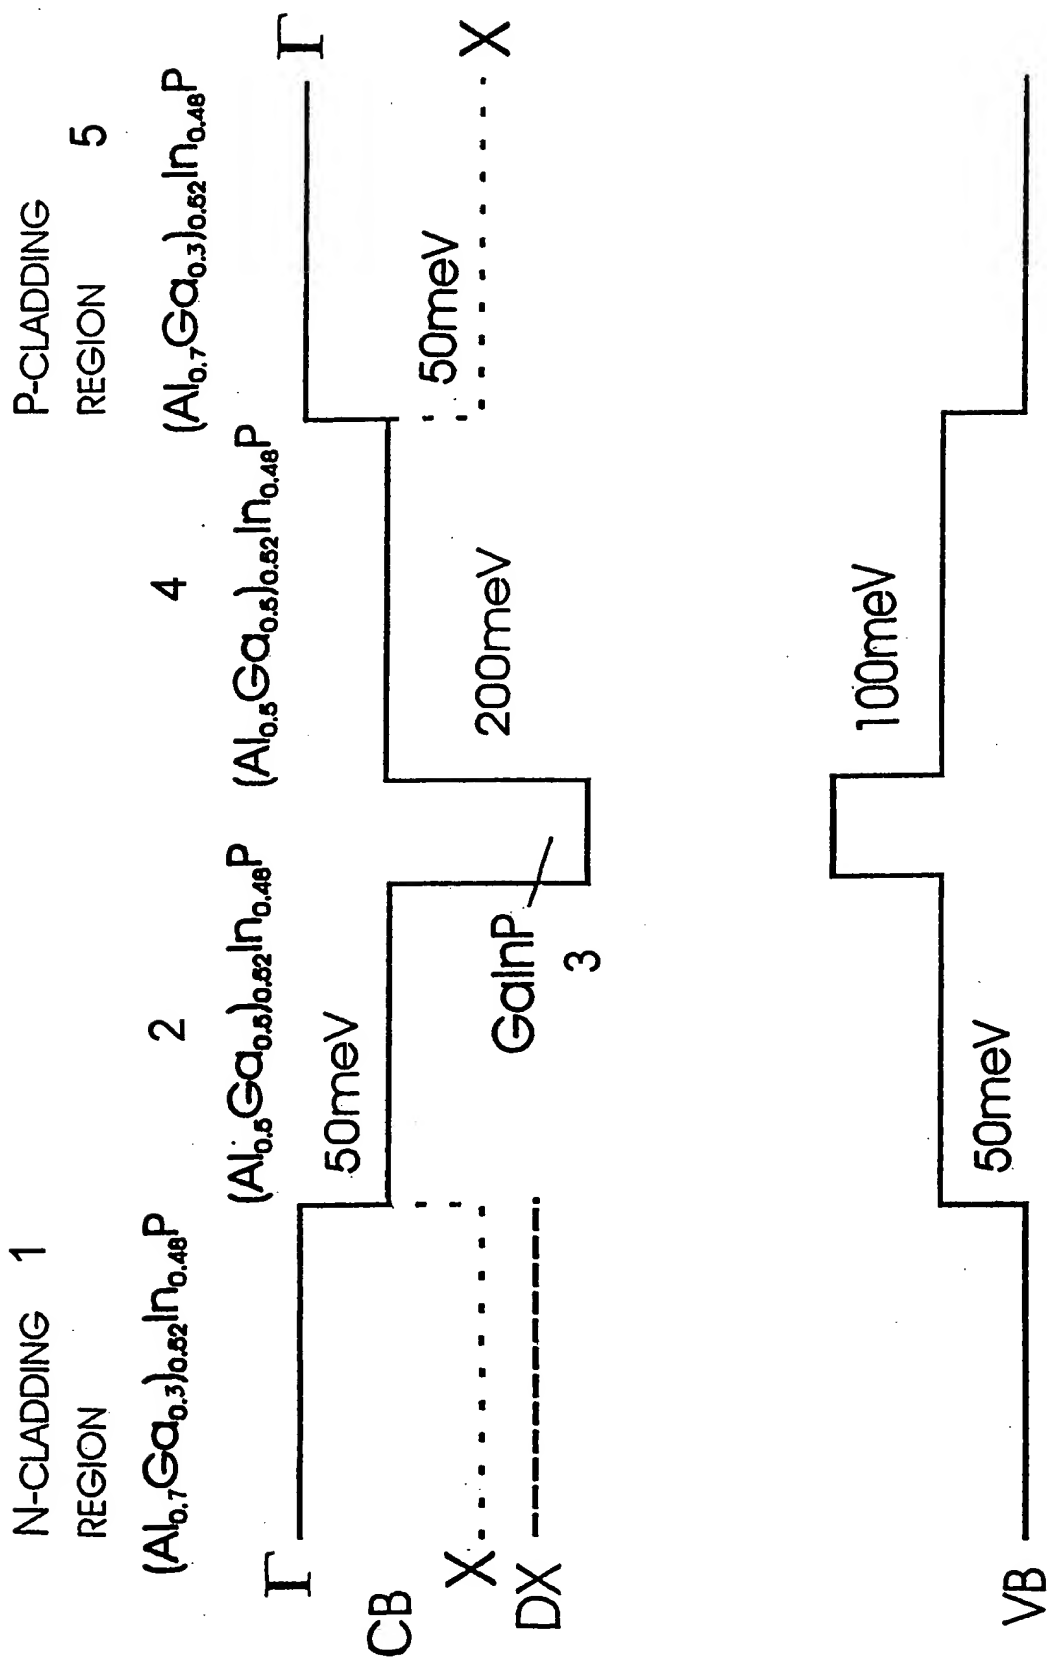 N-CLADDING 1
REGION
(Al0.7Ga0.3)0.52In0.48P
2
(Al0.5Ga0.5)0.52In0.48P
4
(Al0.5Ga0.5)0.52In0.48P
P-CLADDING
REGION 5
(Al0.7Ga0.3)0.52In0.48P
Γ
CB
X
DX
50meV
GaInP
3
200meV
50meV
Γ
X
100meV
50meV
VB